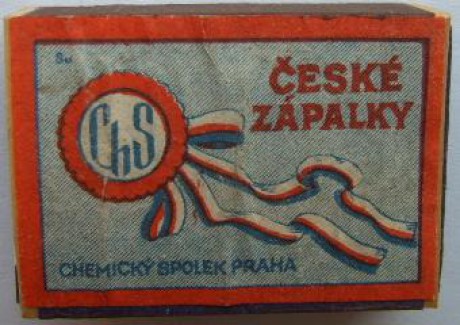 ČESKÉ
ZÁPALKY
ChS
CHEMICKÝ SPOLEK PRAHA